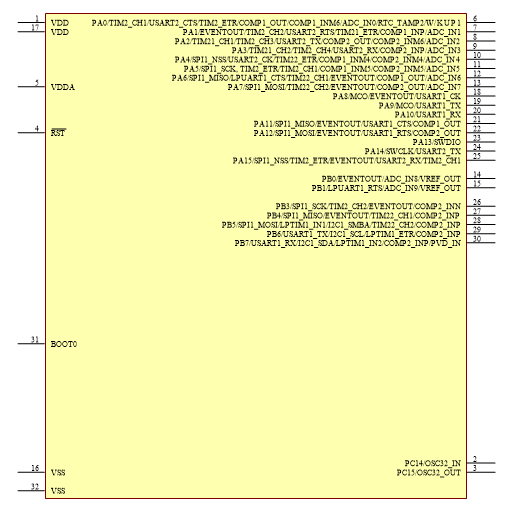 1 VDD PA0/TIM2_CH1/USART2_CTS/TIM2_ETR/COMP1_OUT/COMP1_INM6/ADC_IN0/RTC_TAMP2/W/KUP1 6
17 VDD PA1/EVENTOUT/TIM2_CH2/USART2_RTS/TIM21_ETR/COMP1_INP/ADC_IN1 7
PA2/TIM21_CH1/TIM2_CH3/USART2_TX/COMP2_OUT/COMP2_INM6/ADC_IN2 8
PA3/TIM21_CH2/TIM2_CH4/USART2_RX/COMP2_INP/ADC_IN3 9
PA4/SPI1_NSS/USART2_CK/TIM22_ETR/COMP1_INM4/COMP2_INM4/ADC_IN4 10
PA5/SPI1_SCK, TIM2_ETR/TIM2_CH1/COMP1_INM5/COMP2_INM5/ADC_IN5 11
PA6/SPI1_MISO/LPUART1_CTS/TIM22_CH1/EVENTOUT/COMP1_OUT/ADC_IN6 12
5 VDDA PA7/SPI1_MOSI/TIM22_CH2/EVENTOUT/COMP2_OUT/ADC_IN7 13
PA8/MCO/EVENTOUT/USART1_CK 18
PA9/MCO/USART1_TX 19
PA10/USART1_RX 20
PA11/SPI1_MISO/EVENTOUT/USART1_CTS/COMP1_OUT 21
4 RST PA12/SPI1_MOSI/EVENTOUT/USART1_RTS/COMP2_OUT 22
PA13/SWDIO 23
PA14/SWCLK/USART2_TX 24
PA15/SPI1_NSS/TIM2_ETR/EVENTOUT/USART2_RX/TIM2_CH1 25
PB0/EVENTOUT/ADC_IN8/VREF_OUT 14
PB1/LPUART1_RTS/ADC_IN9/VREF_OUT 15
PB3/SPI1_SCK/TIM2_CH2/EVENTOUT/COMP2_INN 26
PB4/SPI1_MISO/EVENTOUT/TIM22_CH1/COMP2_INP 27
PB5/SPI1_MOSI/LPTIM1_IN1/I2C1_SMBA/TIM22_CH2/COMP2_INP 28
PB6/USART1_TX/I2C1_SCL/LPTIM1_ETR/COMP2_INP 29
PB7/USART1_RX/I2C1_SDA/LPTIM1_IN2/COMP2_INP/PVD_IN 30
31 BOOT0
PC14/OSC32_IN 2
16 VSS PC15/OSC32_OUT 3
32 VSS